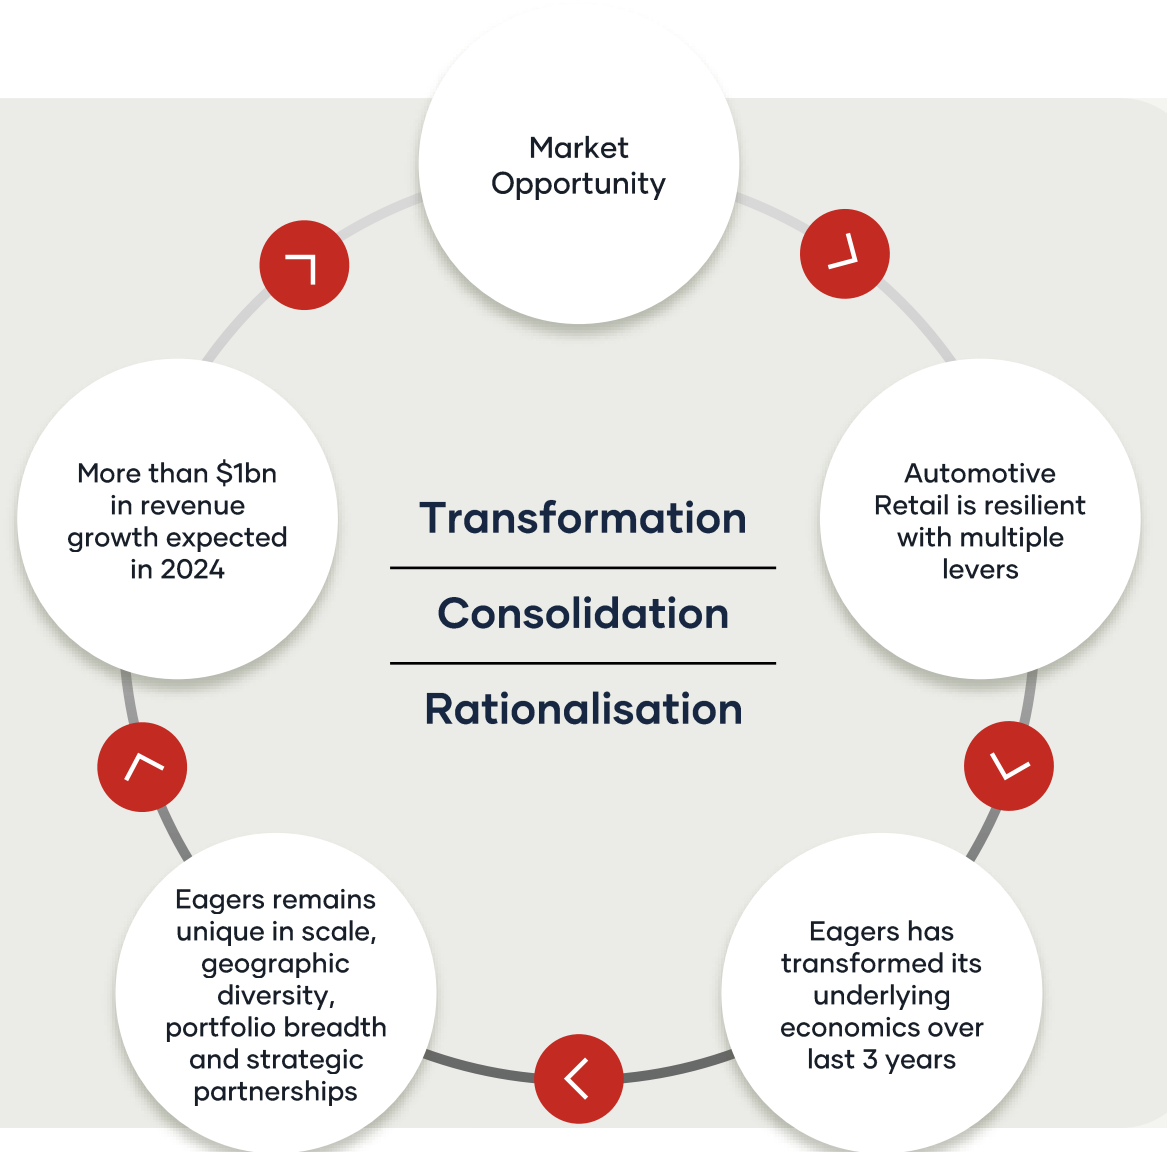 Market
Opportunity
Automotive
Retail is resilient
with multiple
levers
Eagers has
transformed its
underlying
economics over
last 3 years
Eagers remains
unique in scale,
geographic
diversity,
portfolio breadth
and strategic
partnerships
More than $1bn
in revenue
growth expected
in 2024
Transformation
Consolidation
Rationalisation